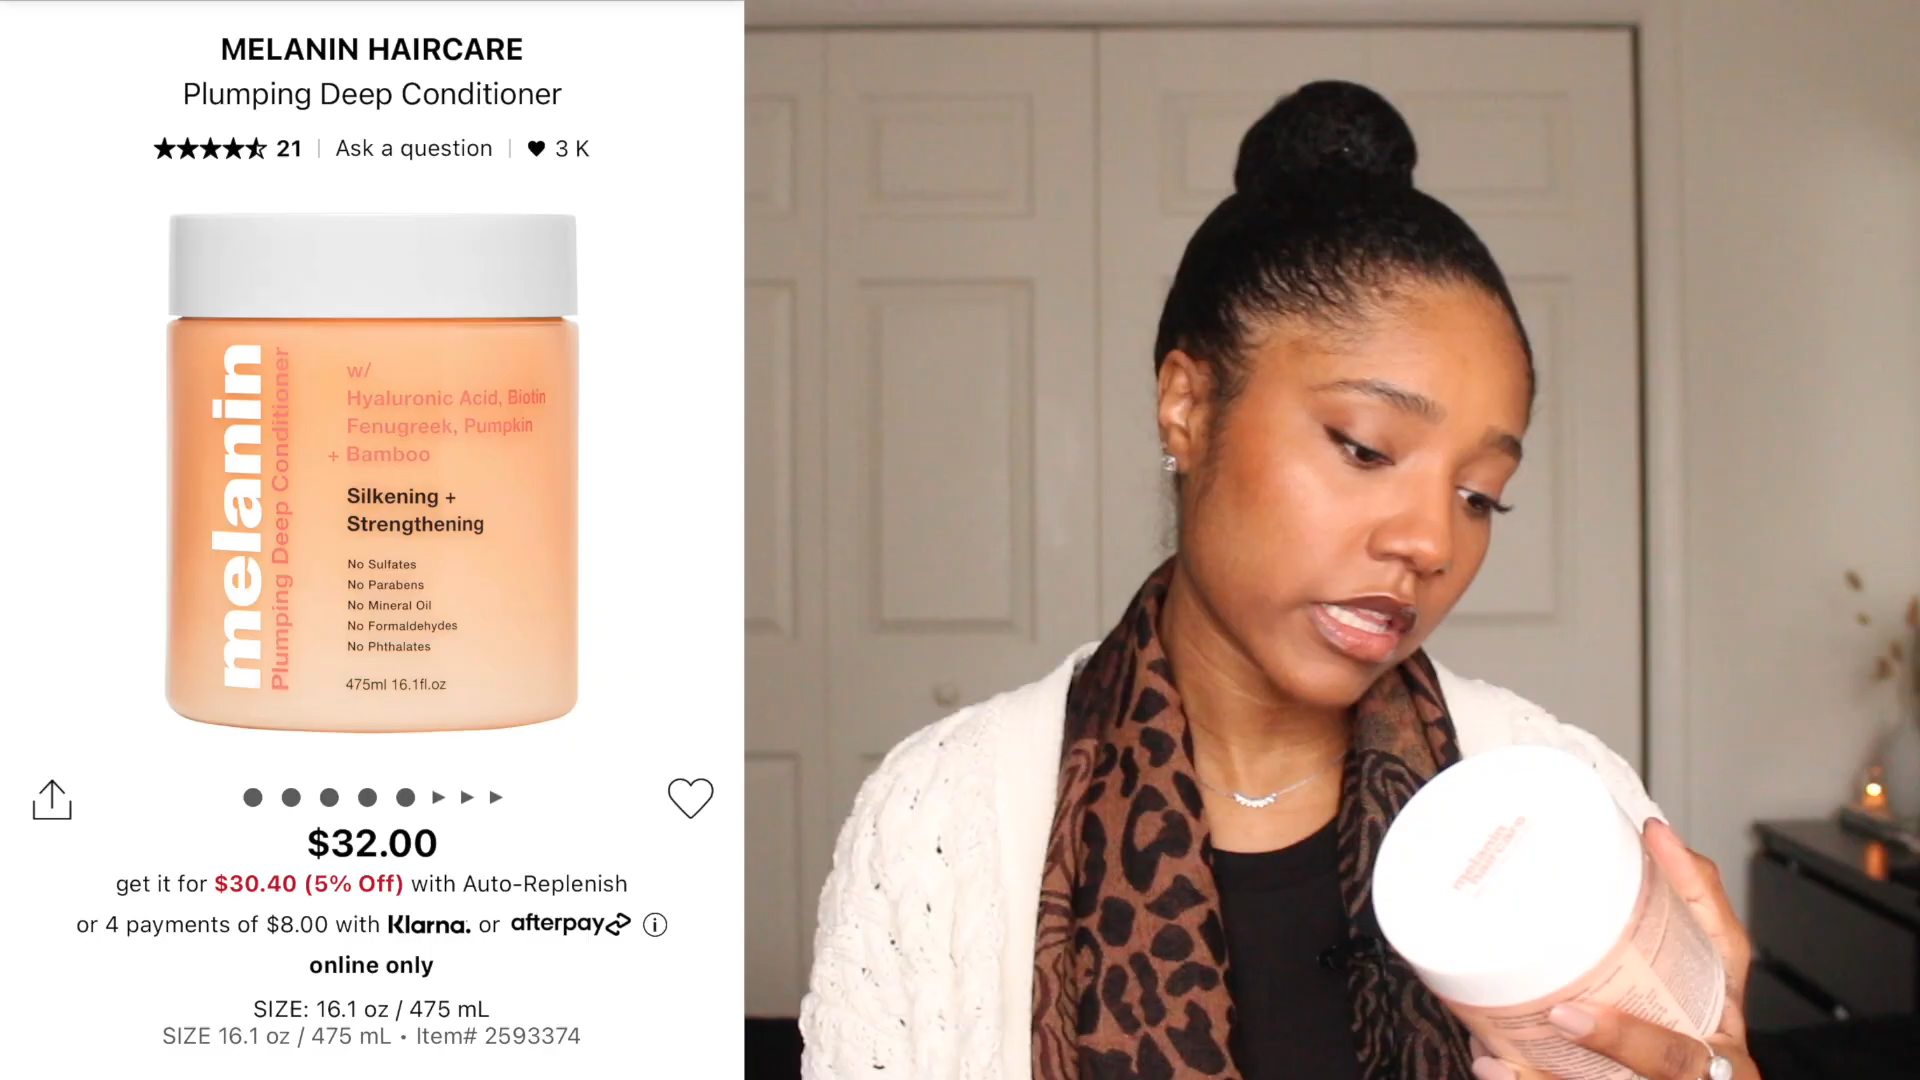 MELANIN HAIRCARE
Plumping Deep Conditioner
21 | Ask a question | 3 K
melanin
Plumping Deep Conditioner
w/
Hyaluronic Acid, Biotin
Fenugreek, Pumpkin
+ Bamboo
Silkening +
Strengthening
No Sulfates
No Parabens
No Mineral Oil
No Formaldehydes
No Phthalates
475ml 16.1fl.oz
$32.00
get it for $30.40 (5% Off) with Auto-Replenish
or 4 payments of $8.00 with Klarna. or afterpay
online only
SIZE: 16.1 oz / 475 mL
SIZE 16.1 oz / 475 mL • Item# 2593374
melanin
haircare